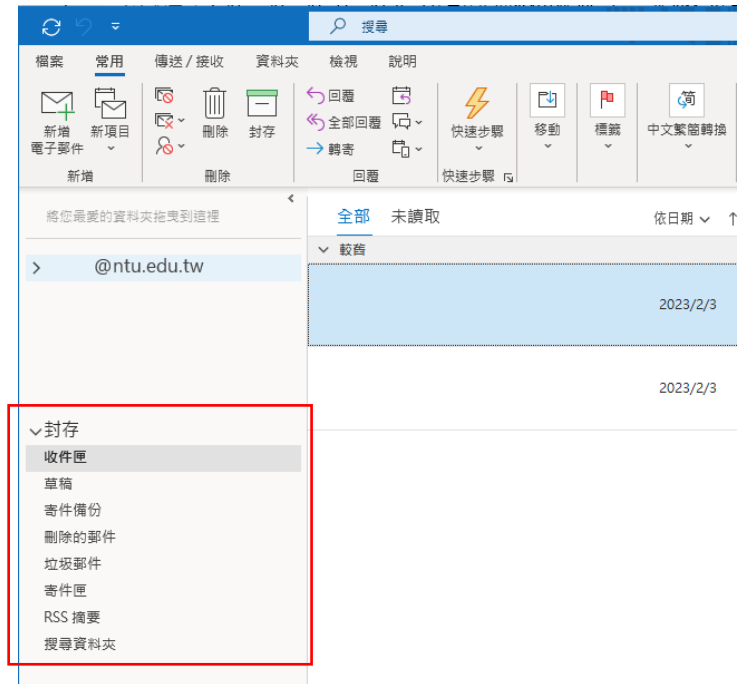 搜尋
檔案 常用 傳送 / 接收 資料夾 檢視 說明
新增
電子郵件
新項目
刪除
封存
回覆
全部回覆
轉寄
快速步驟
移動
標籤
简
中文繁簡轉換
新增 刪除 回覆 快速步驟
將您最愛的資料夾拖曳到這裡
全部 未讀取 依日期
較舊
@ntu.edu.tw
2023/2/3
2023/2/3
封存
收件匣
草稿
寄件備份
刪除的郵件
垃圾郵件
寄件匣
RSS 摘要
搜尋資料夾